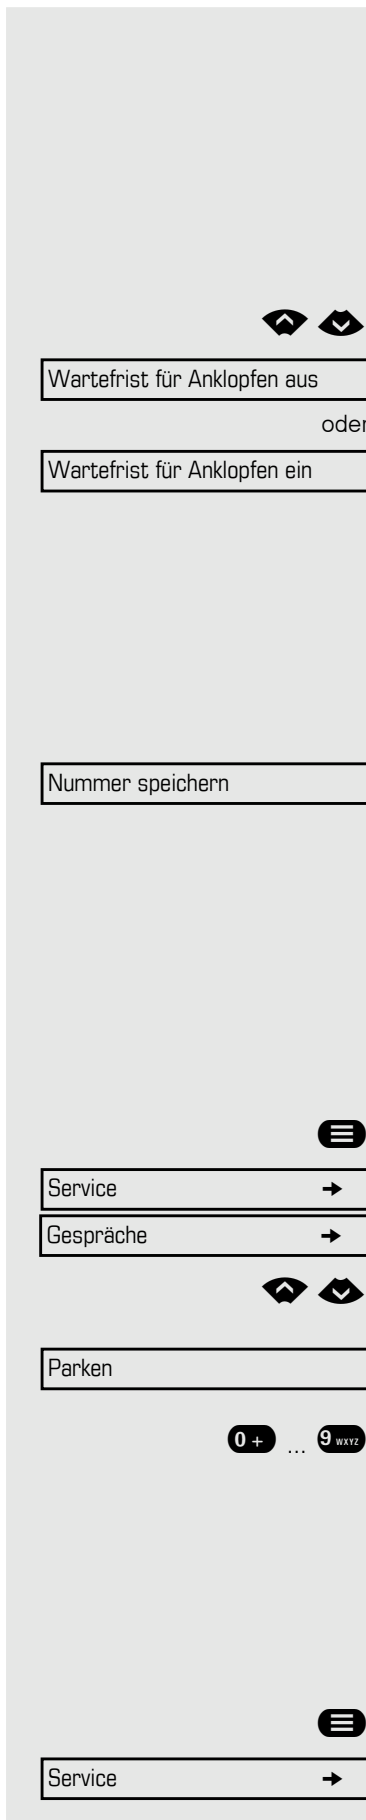 Wartefrist für Anklopfen aus
oder
Wartefrist für Anklopfen ein
Nummer speichern
Service →
Gespräche →
Parken
0 + ... 9 WXYZ
Service →